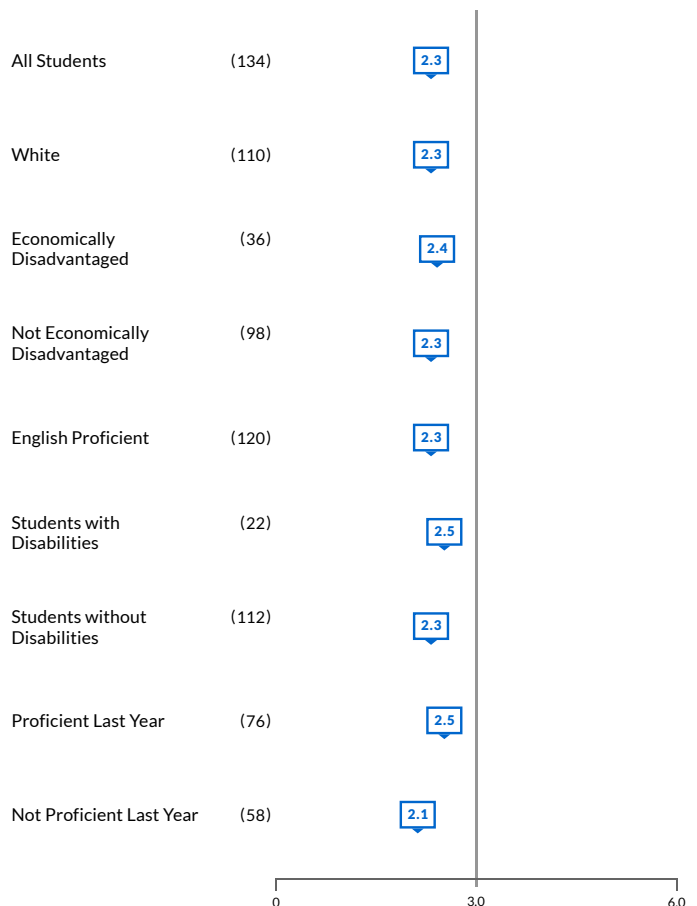 All Students (134) 2.3
White (110) 2.3
Economically (36)
Disadvantaged 2.4
Not Economically (98)
Disadvantaged 2.3
English Proficient (120) 2.3
Students with (22)
Disabilities 2.5
Students without (112)
Disabilities 2.3
Proficient Last Year (76) 2.5
Not Proficient Last Year (58) 2.1
0 3.0 6.0